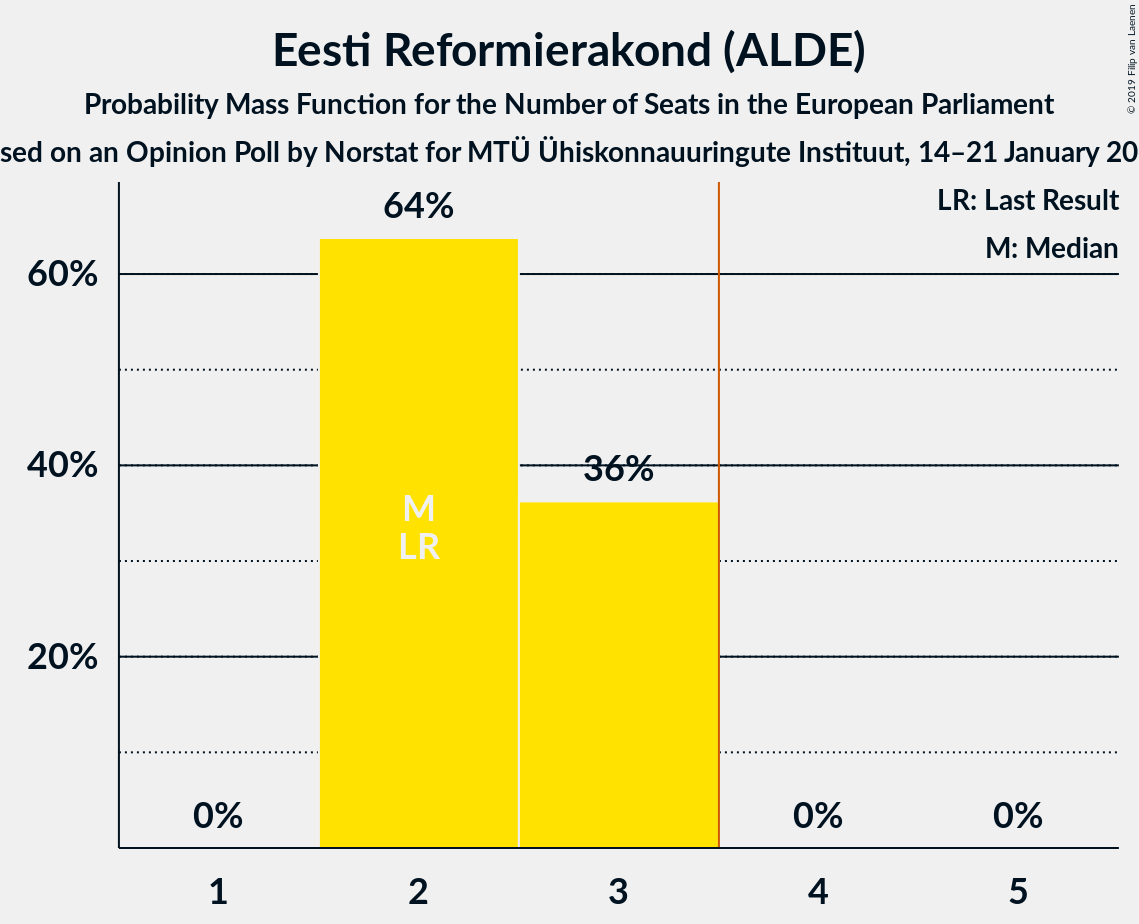 Eesti Reformierakond (ALDE)
Probability Mass Function for the Number of Seats in the European Parliament
sed on an Opinion Poll by Norstat for MTÜ Ühiskonnauuringute Instituut, 14–21 January 20
© 2019 Filip van Laenen
LR: Last Result
M: Median
64%
60%
40%
36%
M
LR
20%
0%
0%
0%
1
2
3
4
5